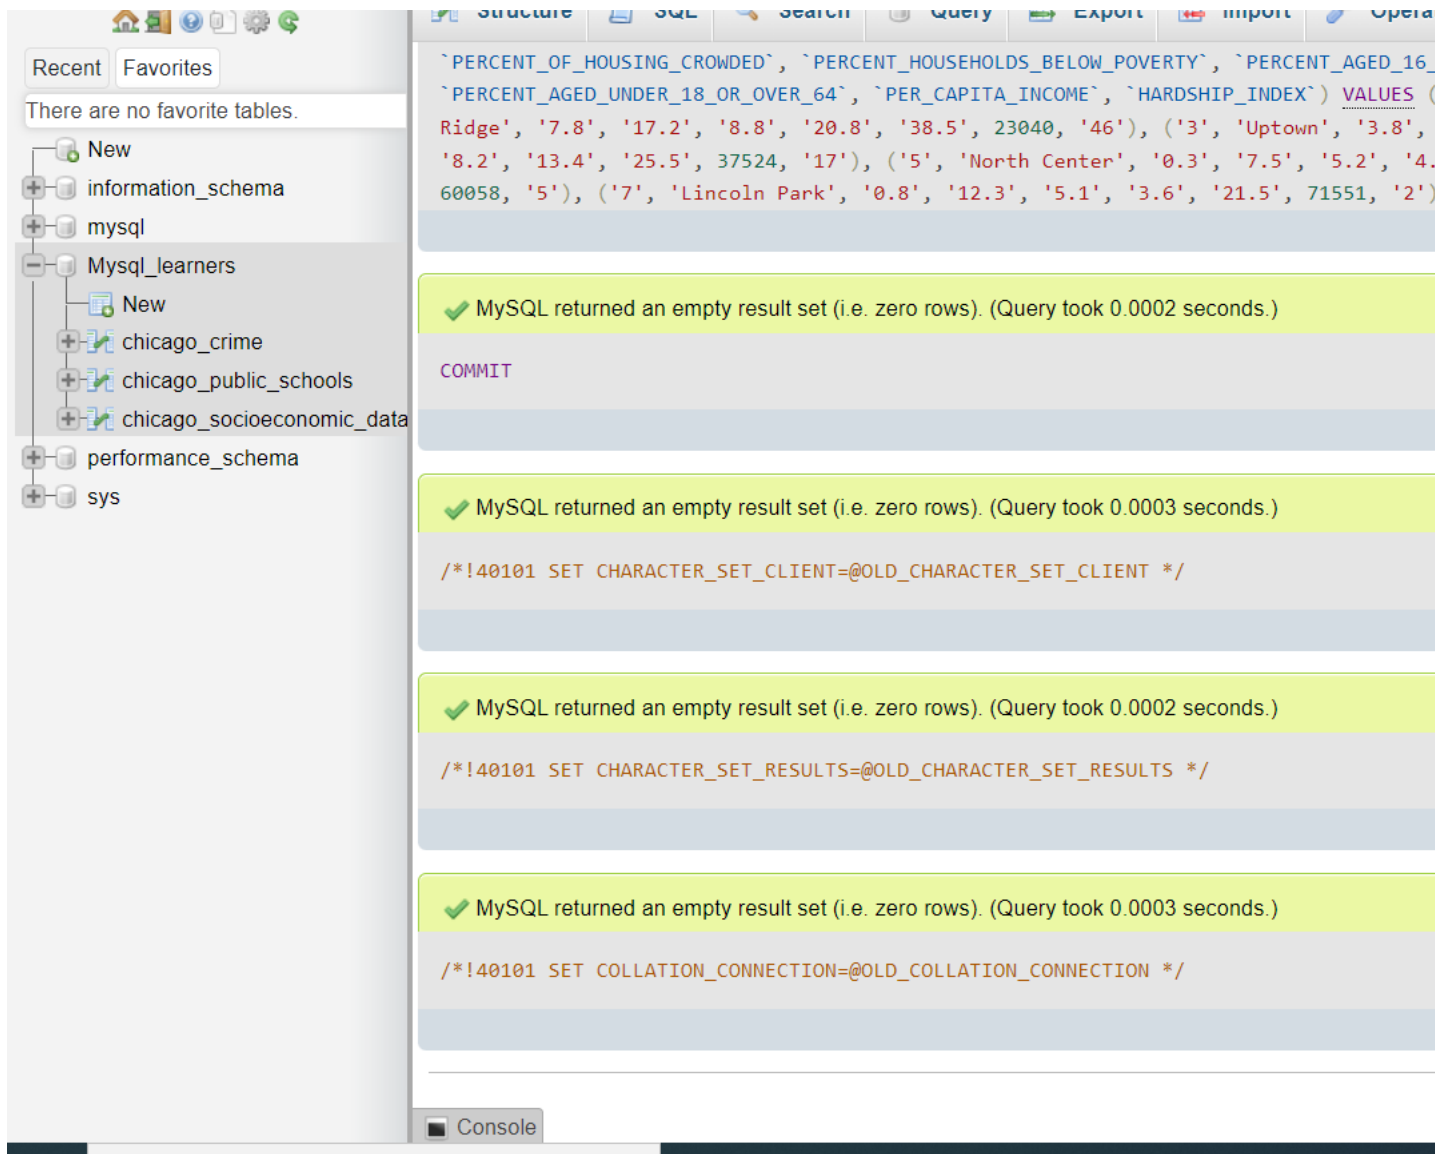 Structure SQL Search Query Export Import
Recent Favorites
There are no favorite tables.
New
information_schema
mysql
Mysql_learners
New
chicago_crime
chicago_public_schools
chicago_socioeconomic_data
performance_schema
sys
`PERCENT_OF_HOUSING_CROWDED`, `PERCENT_HOUSEHOLDS_BELOW_POVERTY`, `PERCENT_AGED_16_
`PERCENT_AGED_UNDER_18_OR_OVER_64`, `PER_CAPITA_INCOME`, `HARDSHIP_INDEX`) VALUES (
Ridge', '7.8', '17.2', '8.8', '20.8', '38.5', 23040, '46'), ('3', 'Uptown', '3.8',
'8.2', '13.4', '25.5', 37524, '17'), ('5', 'North Center', '0.3', '7.5', '5.2', '4.
60058, '5'), ('7', 'Lincoln Park', '0.8', '12.3', '5.1', '3.6', '21.5', 71551, '2')
MySQL returned an empty result set (i.e. zero rows). (Query took 0.0002 seconds.)
COMMIT
MySQL returned an empty result set (i.e. zero rows). (Query took 0.0003 seconds.)
/*!40101 SET CHARACTER_SET_CLIENT=@OLD_CHARACTER_SET_CLIENT */
MySQL returned an empty result set (i.e. zero rows). (Query took 0.0002 seconds.)
/*!40101 SET CHARACTER_SET_RESULTS=@OLD_CHARACTER_SET_RESULTS */
MySQL returned an empty result set (i.e. zero rows). (Query took 0.0003 seconds.)
/*!40101 SET COLLATION_CONNECTION=@OLD_COLLATION_CONNECTION */
Console